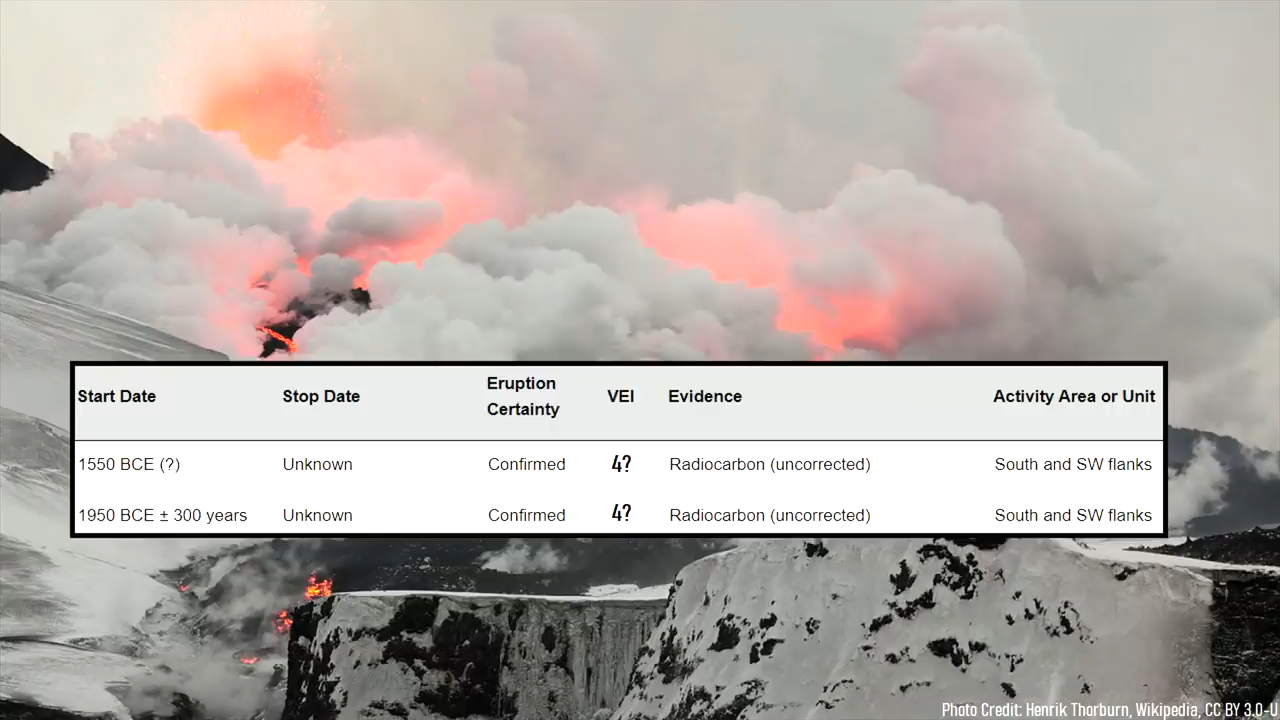 Start Date Stop Date Eruption Certainty VEI Evidence Activity Area or Unit
1550 BCE (?) Unknown Confirmed 4? Radiocarbon (uncorrected) South and SW flanks
1950 BCE ± 300 years Unknown Confirmed 4? Radiocarbon (uncorrected) South and SW flanks
Photo Credit: Henrik Thorburn, Wikipedia, CC BY 3.0-U